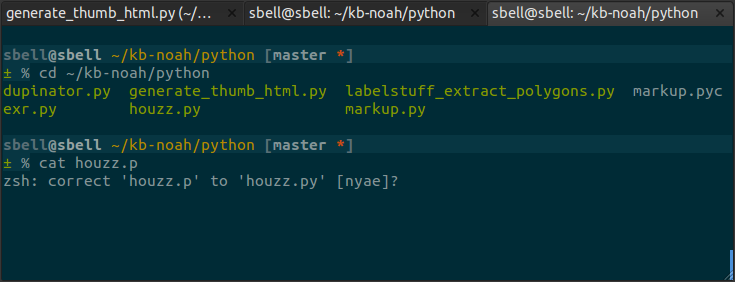 generate_thumb_html.py (~/... × sbell@sbell: ~/kb-noah/python × sbell@sbell: ~/kb-noah/python ×
sbell@sbell ~/kb-noah/python [master *]
± % cd ~/kb-noah/python
dupinator.py generate_thumb_html.py labelstuff_extract_polygons.py markup.pyc
exr.py houzz.py markup.py
sbell@sbell ~/kb-noah/python [master *]
± % cat houzz.p
zsh: correct 'houzz.p' to 'houzz.py' [nyae]?